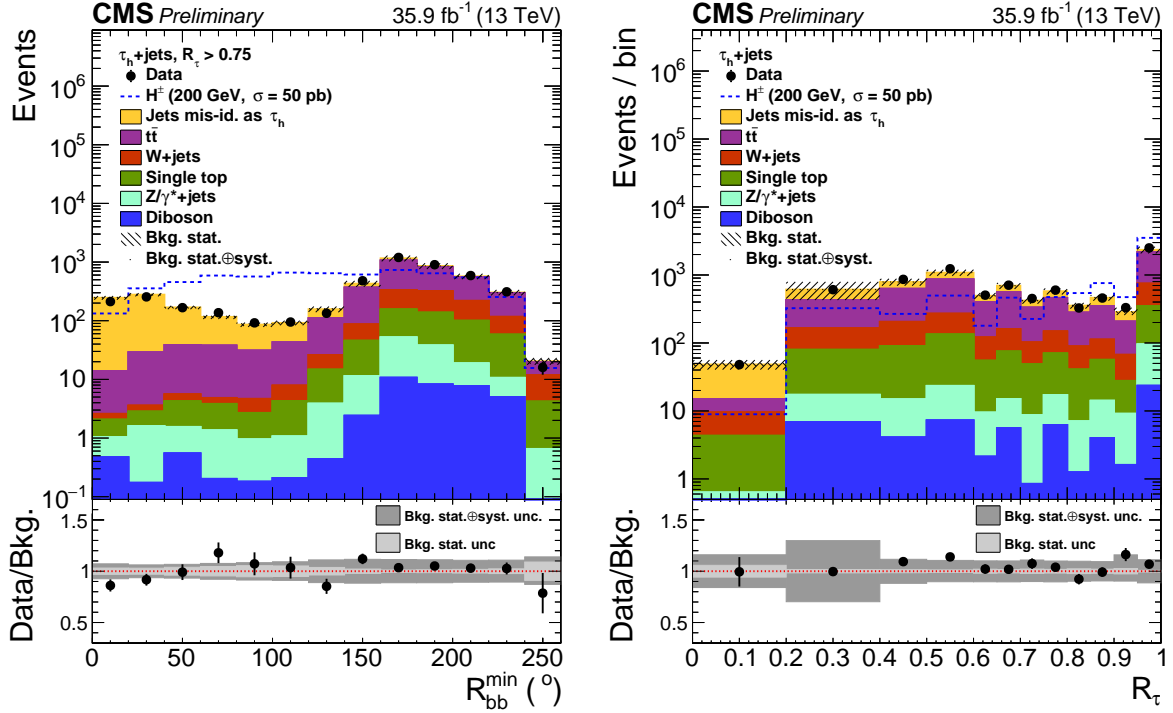 CMS Preliminary 35.9 fb⁻¹ (13 TeV)
Events
τₕ+jets, R_τ > 0.75
Data
H± (200 GeV, σ = 50 pb)
Jets mis-id. as τₕ
tt̄
W+jets
Single top
Z/γ*+jets
Diboson
Bkg. stat.
Bkg. stat.⊕syst.
10⁶
10⁵
10⁴
10³
10²
10
1
10⁻¹
Data/Bkg.
Bkg. stat.⊕syst. unc.
Bkg. stat. unc
1.5
1
0.5
0 50 100 150 200 250
R_bb^min (°)
CMS Preliminary 35.9 fb⁻¹ (13 TeV)
Events / bin
τₕ+jets
Data
H± (200 GeV, σ = 50 pb)
Jets mis-id. as τₕ
tt̄
W+jets
Single top
Z/γ*+jets
Diboson
Bkg. stat.
Bkg. stat.⊕syst.
10⁶
10⁵
10⁴
10³
10²
10
1
Data/Bkg.
Bkg. stat.⊕syst. unc.
Bkg. stat. unc
1.5
1
0.5
0 0.1 0.2 0.3 0.4 0.5 0.6 0.7 0.8 0.9 1
R_τ